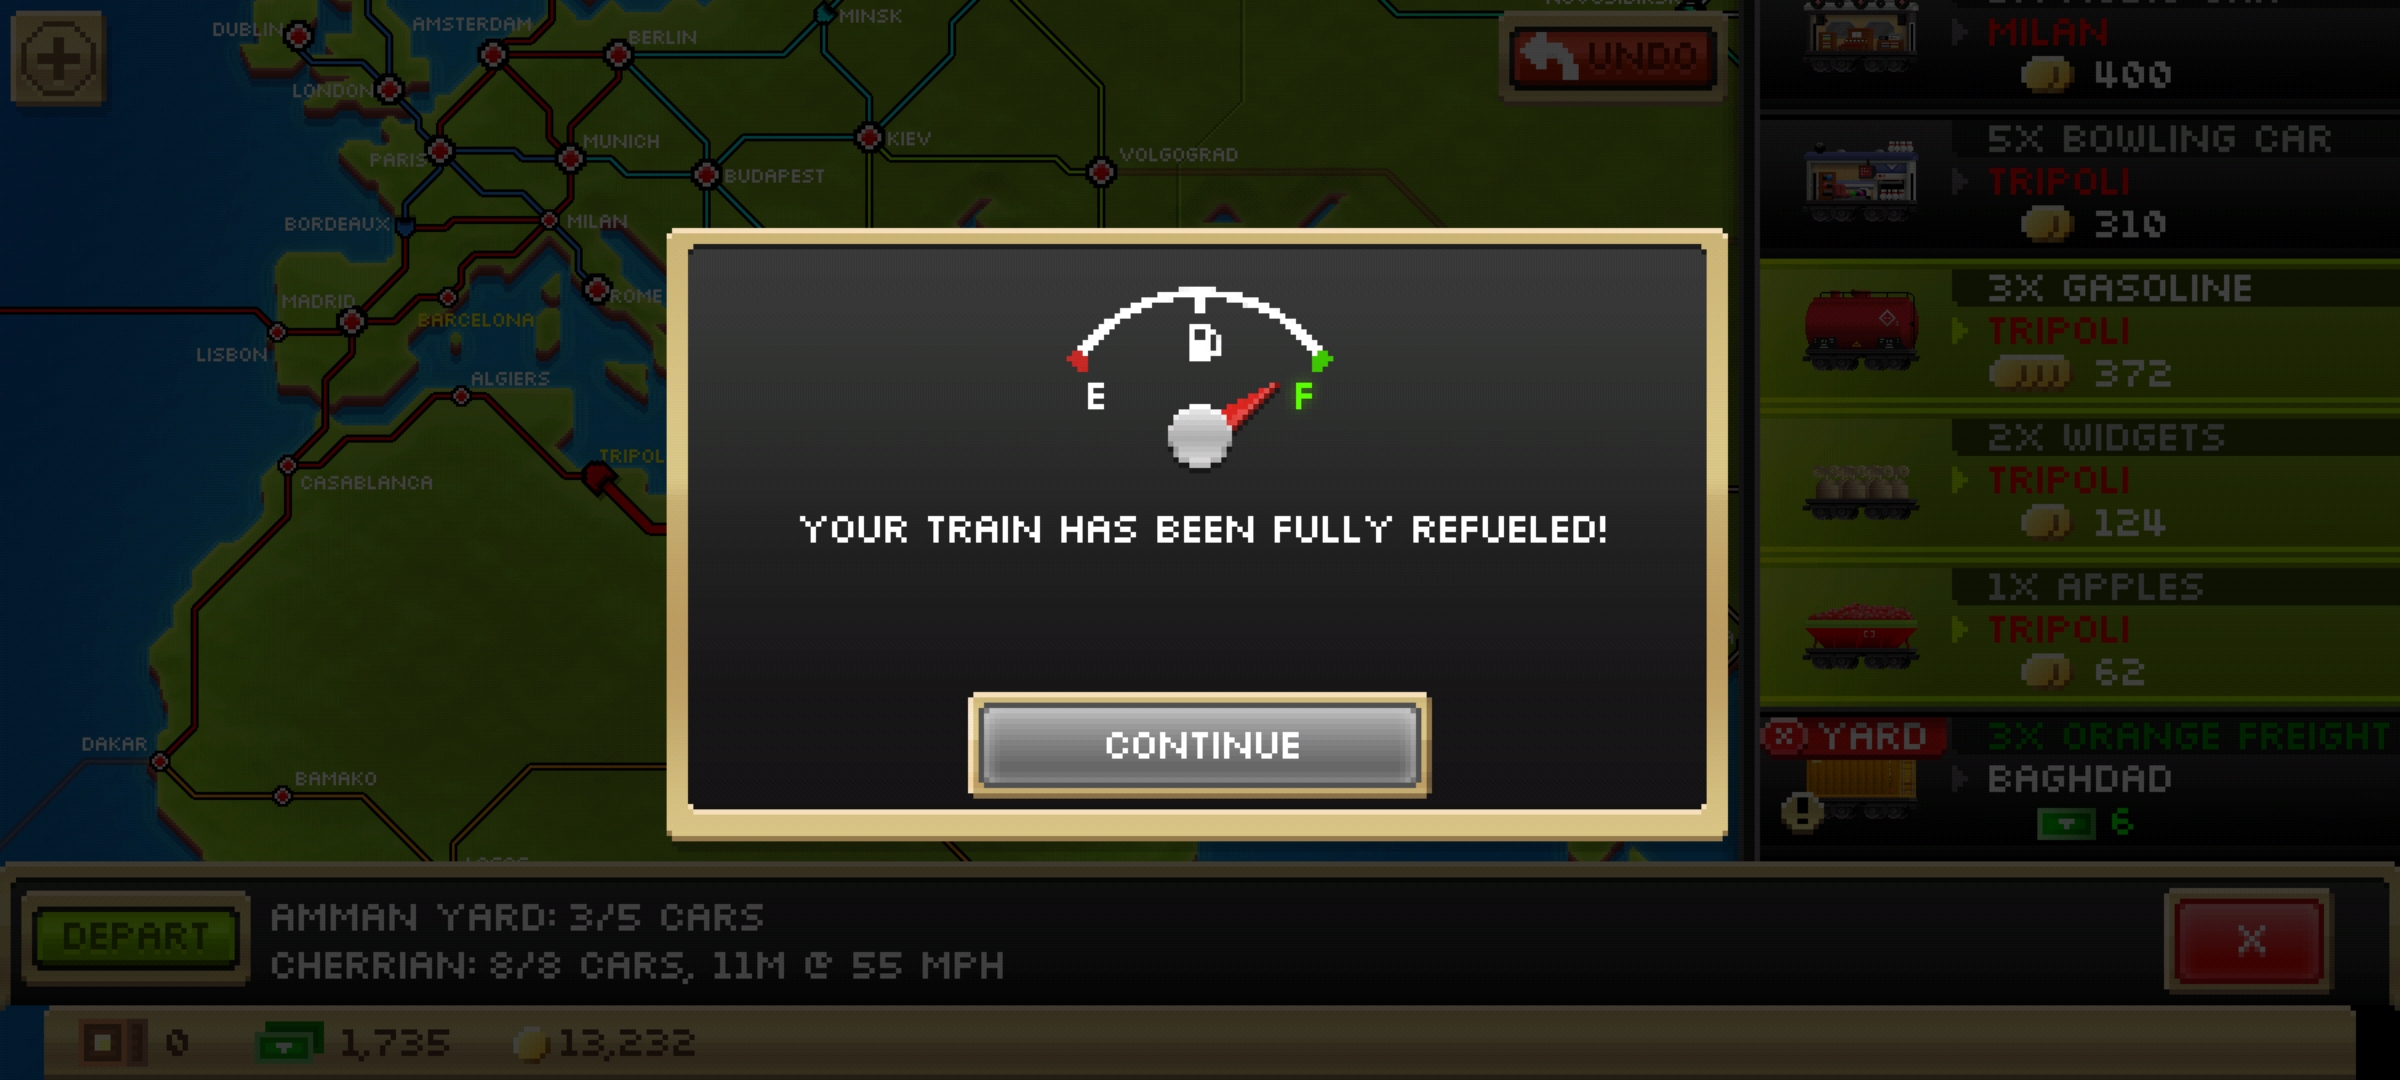 DUBLIN
AMSTERDAM
MINSK
BERLIN
LONDON
UNDO
MILAN
400
PARIS
MUNICH
KIEV
VOLGOGRAD
BUDAPEST
5X BOWLING CAR
TRIPOLI
310
BORDEAUX
MILAN
MADRID
ROME
BARCELONA
LISBON
3X GASOLINE
TRIPOLI
372
E
F
ALGIERS
TRIPOL
CASABLANCA
2X WIDGETS
TRIPOLI
124
YOUR TRAIN HAS BEEN FULLY REFUELED!
1X APPLES
TRIPOLI
62
CONTINUE
DAKAR
BAMAKO
YARD
3X ORANGE FREIGHT
BAGHDAD
6
DEPART
AMMAN YARD: 3/5 CARS
CHERRIAN: 8/8 CARS, 11M @ 55 MPH
X
0
1,735
13,232